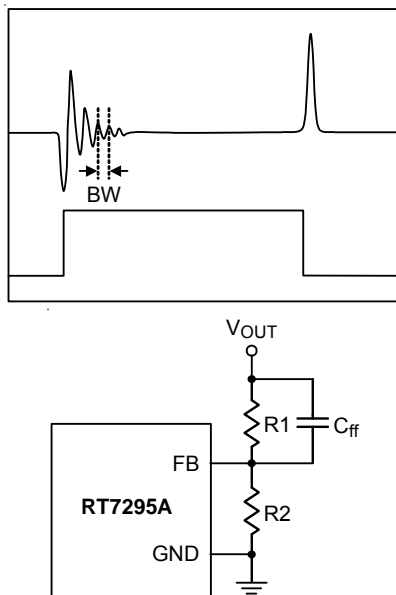 BW
VOUT
R1
Cff
FB
RT7295A
R2
GND